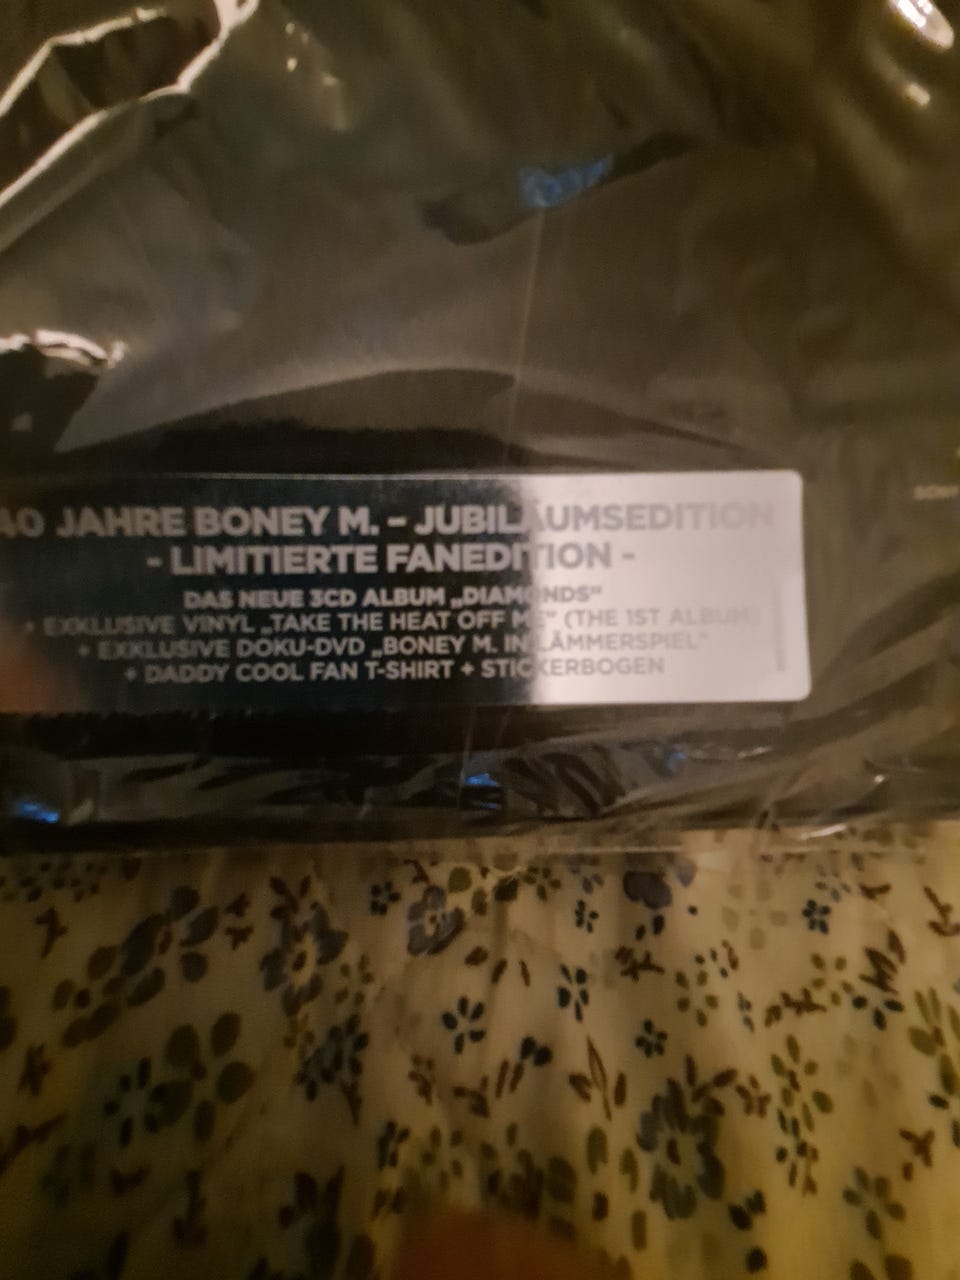 40 JAHRE BONEY M. – JUBILÄUMSEDITION
- LIMITIERTE FANEDITION -
DAS NEUE 3CD ALBUM „DIAMONDS“
+ EXKLUSIVE VINYL „TAKE THE HEAT OFF ME“ (THE 1ST ALBUM)
+ EXKLUSIVE DOKU-DVD „BONEY M. IN LÄMMERSPIEL“
+ DADDY COOL FAN T-SHIRT + STICKERBOGEN